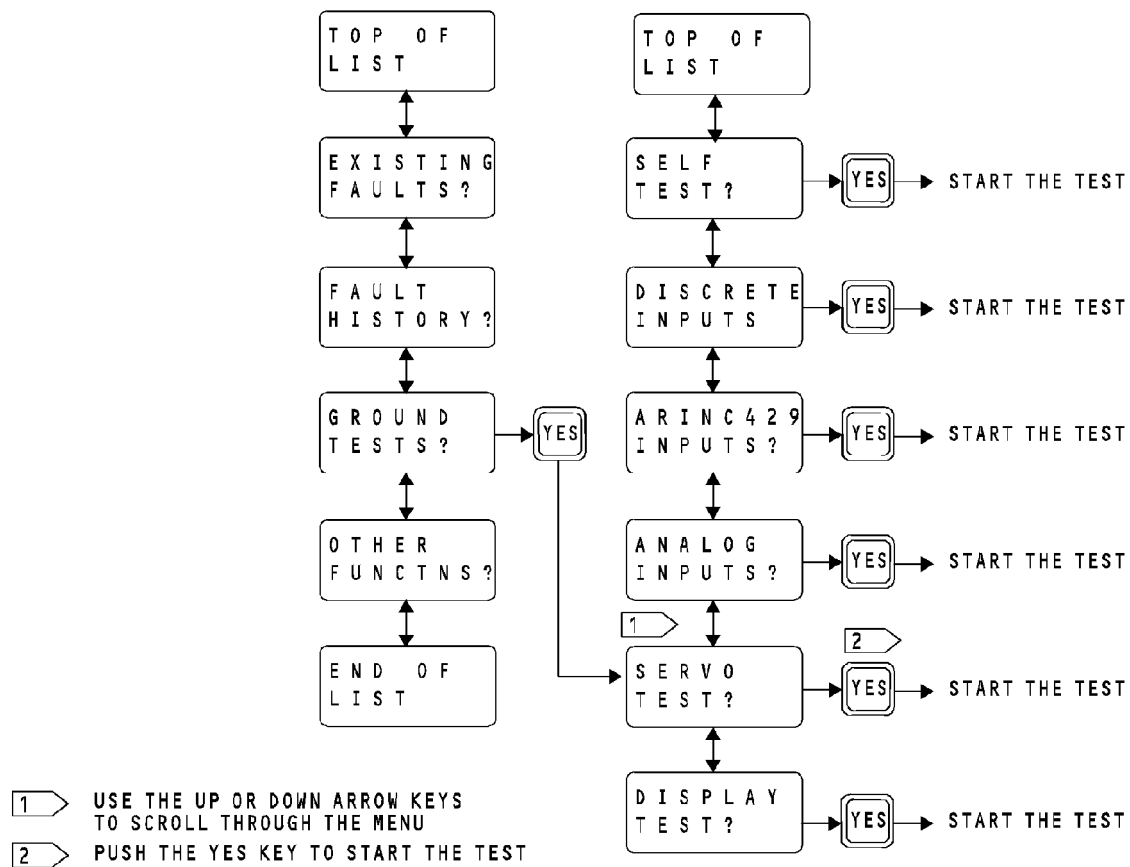 TOP OF
LIST
EXISTING
FAULTS?
FAULT
HISTORY?
GROUND
TESTS?
YES
OTHER
FUNCTNS?
END OF
LIST
TOP OF
LIST
SELF
TEST?
YES
START THE TEST
DISCRETE
INPUTS
YES
START THE TEST
ARINC429
INPUTS?
YES
START THE TEST
ANALOG
INPUTS?
YES
START THE TEST
1
2
SERVO
TEST?
YES
START THE TEST
DISPLAY
TEST?
YES
START THE TEST
1 USE THE UP OR DOWN ARROW KEYS
TO SCROLL THROUGH THE MENU
2 PUSH THE YES KEY TO START THE TEST